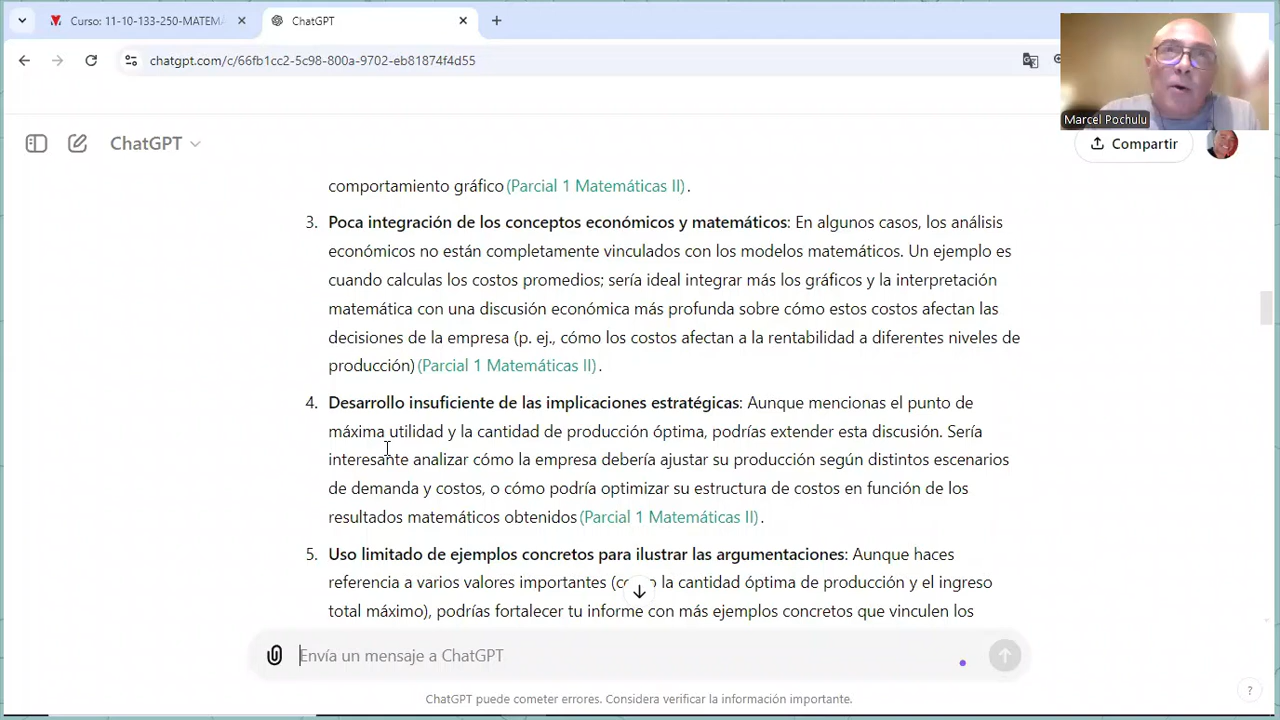 Curso: 11-10-133-250-MATEM
ChatGPT
chatgpt.com/c/66fb1cc2-5c98-800a-9702-eb81874f4d55
Marcel Pochulu
ChatGPT
Compartir
comportamiento gráfico (Parcial 1 Matemáticas II).
3. Poca integración de los conceptos económicos y matemáticos: En algunos casos, los análisis
económicos no están completamente vinculados con los modelos matemáticos. Un ejemplo es
cuando calculas los costos promedios; sería ideal integrar más los gráficos y la interpretación
matemática con una discusión económica más profunda sobre cómo estos costos afectan las
decisiones de la empresa (p. ej., cómo los costos afectan a la rentabilidad a diferentes niveles de
producción) (Parcial 1 Matemáticas II).
4. Desarrollo insuficiente de las implicaciones estratégicas: Aunque mencionas el punto de
máxima utilidad y la cantidad de producción óptima, podrías extender esta discusión. Sería
interesante analizar cómo la empresa debería ajustar su producción según distintos escenarios
de demanda y costos, o cómo podría optimizar su estructura de costos en función de los
resultados matemáticos obtenidos (Parcial 1 Matemáticas II).
5. Uso limitado de ejemplos concretos para ilustrar las argumentaciones: Aunque haces
referencia a varios valores importantes (como la cantidad óptima de producción y el ingreso
total máximo), podrías fortalecer tu informe con más ejemplos concretos que vinculen los
Envía un mensaje a ChatGPT
ChatGPT puede cometer errores. Considera verificar la información importante.
?